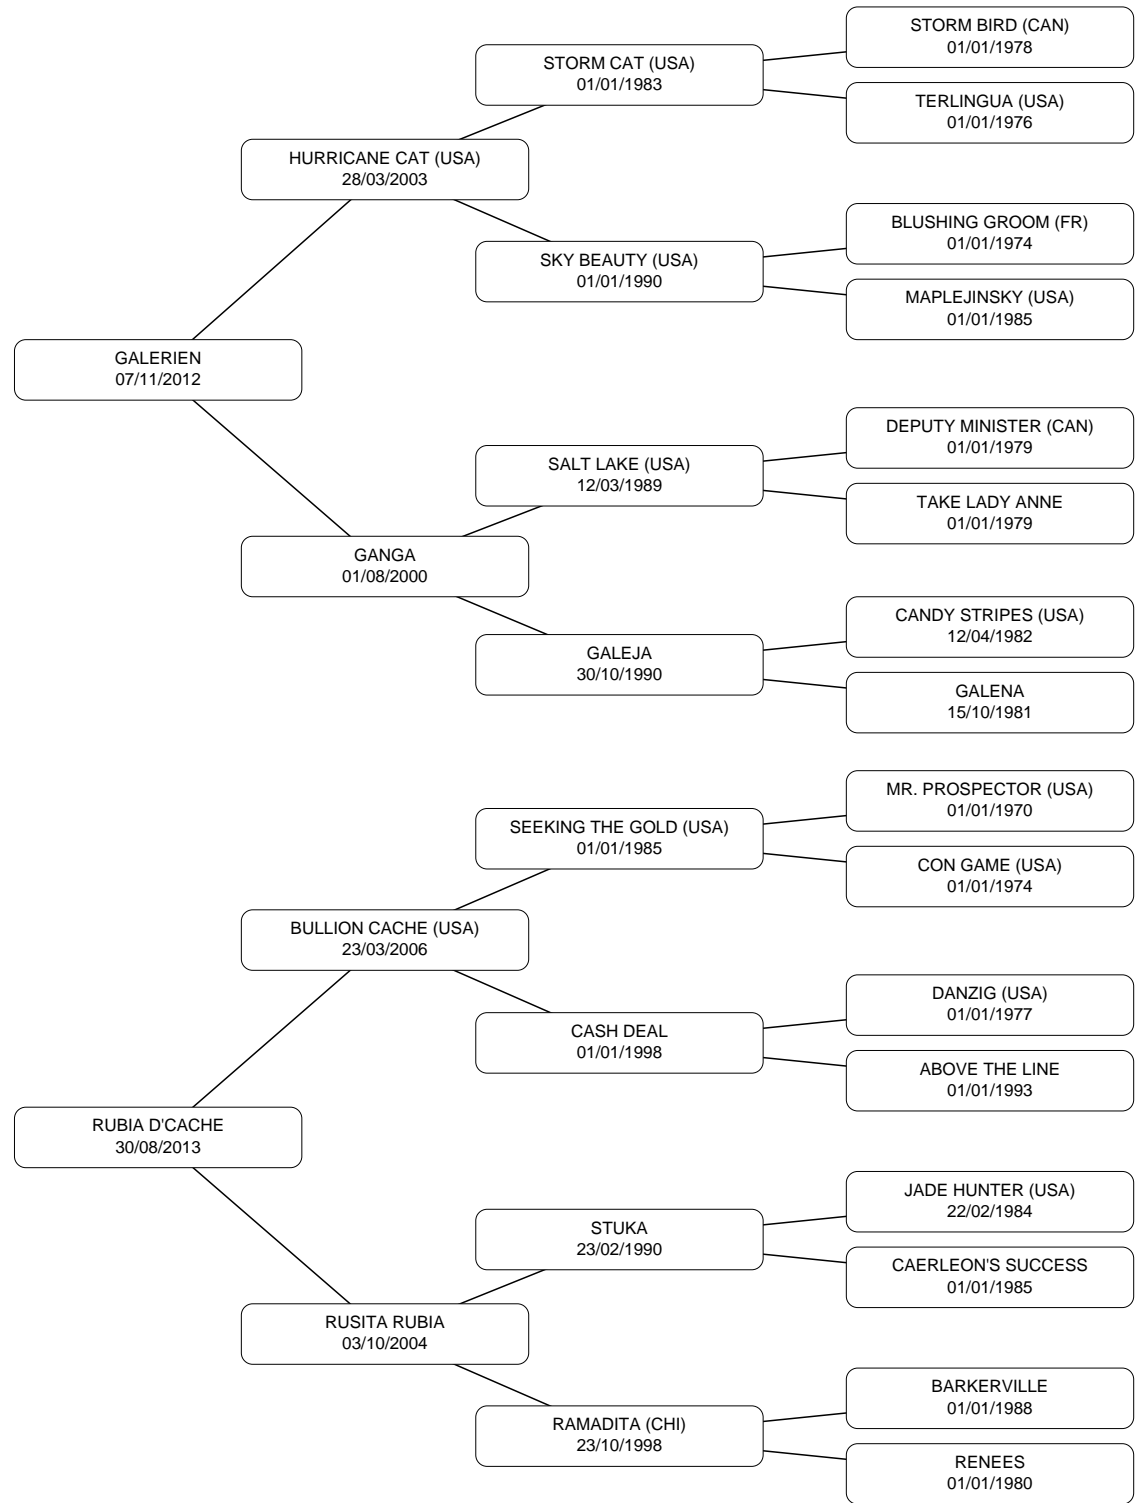 STORM BIRD (CAN)
01/01/1978
STORM CAT (USA)
01/01/1983
TERLINGUA (USA)
01/01/1976
HURRICANE CAT (USA)
28/03/2003
BLUSHING GROOM (FR)
01/01/1974
SKY BEAUTY (USA)
01/01/1990
MAPLEJINSKY (USA)
01/01/1985
GALERIEN
07/11/2012
DEPUTY MINISTER (CAN)
01/01/1979
SALT LAKE (USA)
12/03/1989
TAKE LADY ANNE
01/01/1979
GANGA
01/08/2000
CANDY STRIPES (USA)
12/04/1982
GALEJA
30/10/1990
GALENA
15/10/1981
MR. PROSPECTOR (USA)
01/01/1970
SEEKING THE GOLD (USA)
01/01/1985
CON GAME (USA)
01/01/1974
BULLION CACHE (USA)
23/03/2006
DANZIG (USA)
01/01/1977
CASH DEAL
01/01/1998
ABOVE THE LINE
01/01/1993
RUBIA D'CACHE
30/08/2013
JADE HUNTER (USA)
22/02/1984
STUKA
23/02/1990
CAERLEON'S SUCCESS
01/01/1985
RUSITA RUBIA
03/10/2004
BARKERVILLE
01/01/1988
RAMADITA (CHI)
23/10/1998
RENEES
01/01/1980